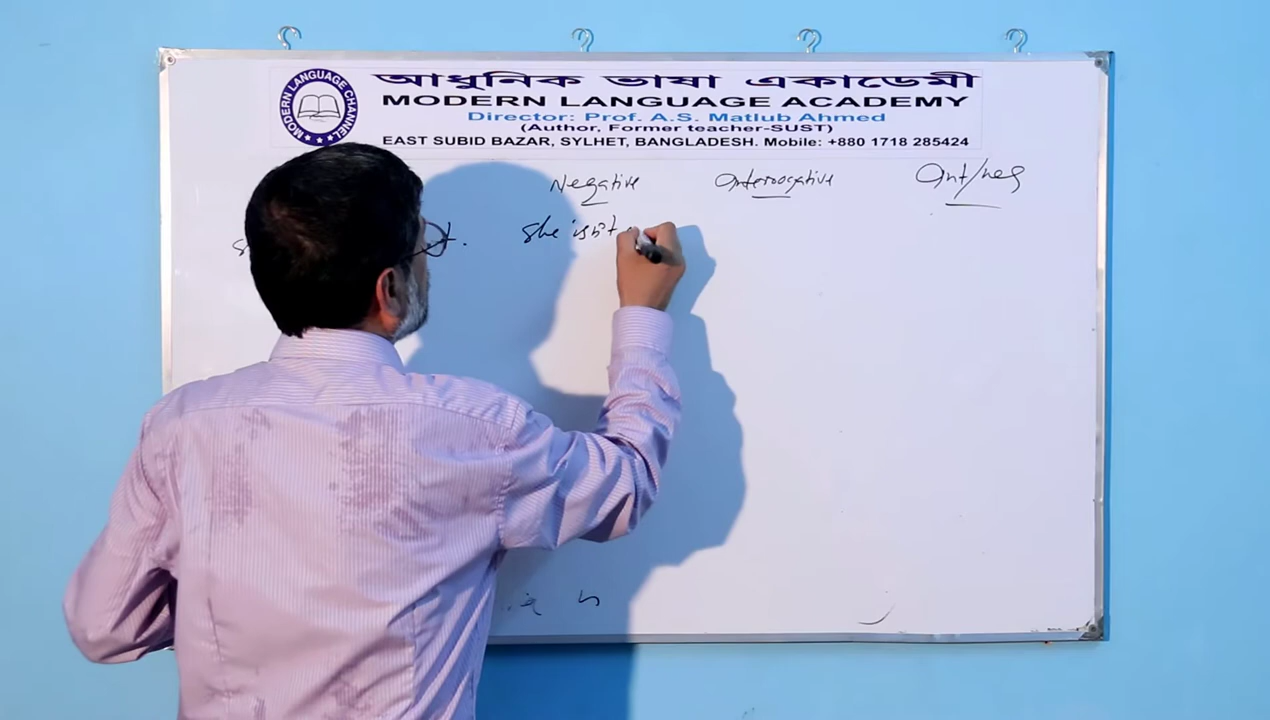 আধুনিক ভাষা একাডেমী
MODERN LANGUAGE ACADEMY
Director: Prof. A.S. Matlub Ahmed
(Author, Former teacher-SUST)
EAST SUBID BAZAR, SYLHET, BANGLADESH. Mobile: +880 1718 285424
MODERN LANGUAGE CHANNEL
Negative Interrogative Int/neg
She isn't